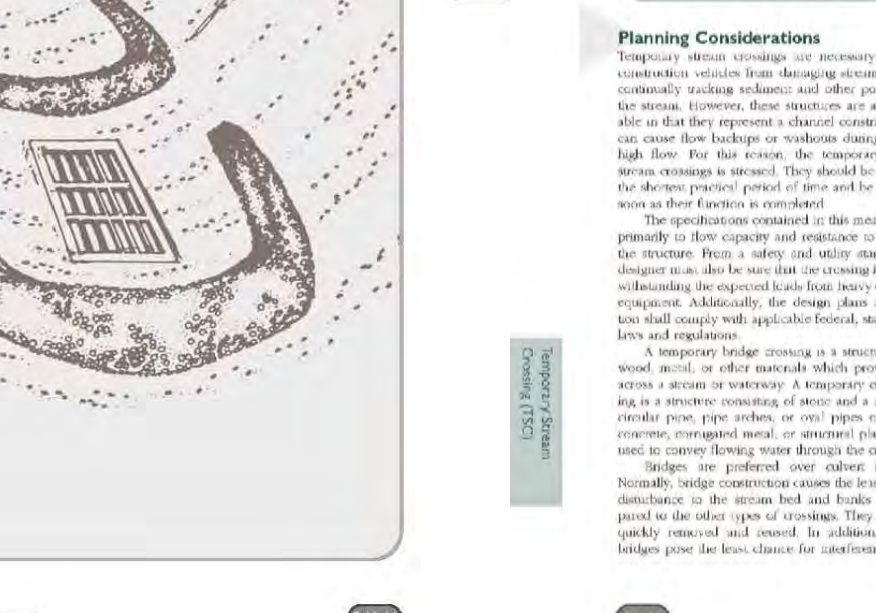 Planning Considerations
Temporary stream crossings are necessary
construction vehicles from damaging stream
continually tracking sediment and other po
the stream. However, these structures are a
able in that they represent a channel constri
can cause flow backups or washouts during
high flow. For this reason, the temporary
stream crossings is stressed. They should be
the shortest practical period of time and be
soon as their function is completed
The specifications contained in this mea
primarily to flow capacity and resistance to
the structure. From a safety and utility stan
designer must also be sure that the crossing i
withstanding the expected loads from heavy
equipment. Additionally, the design plans a
tion shall comply with applicable federal, sta
laws and regulations.
A temporary bridge crossing is a struct
wood, metal, or other materials which prov
across a stream or waterway. A temporary c
ing is a structure consisting of stone and a
circular pipe, pipe arches, or oval pipes o
concrete, corrugated metal, or structural pla
used to convey flowing water through the c
Bridges are preferred over culvert
Normally, bridge construction causes the lea
disturbance to the stream bed and banks
pared to the other types of crossings. They
quickly removed and reused. In addition,
bridges pose the least chance for interferen
Temporary Stream
Crossing (TSC)